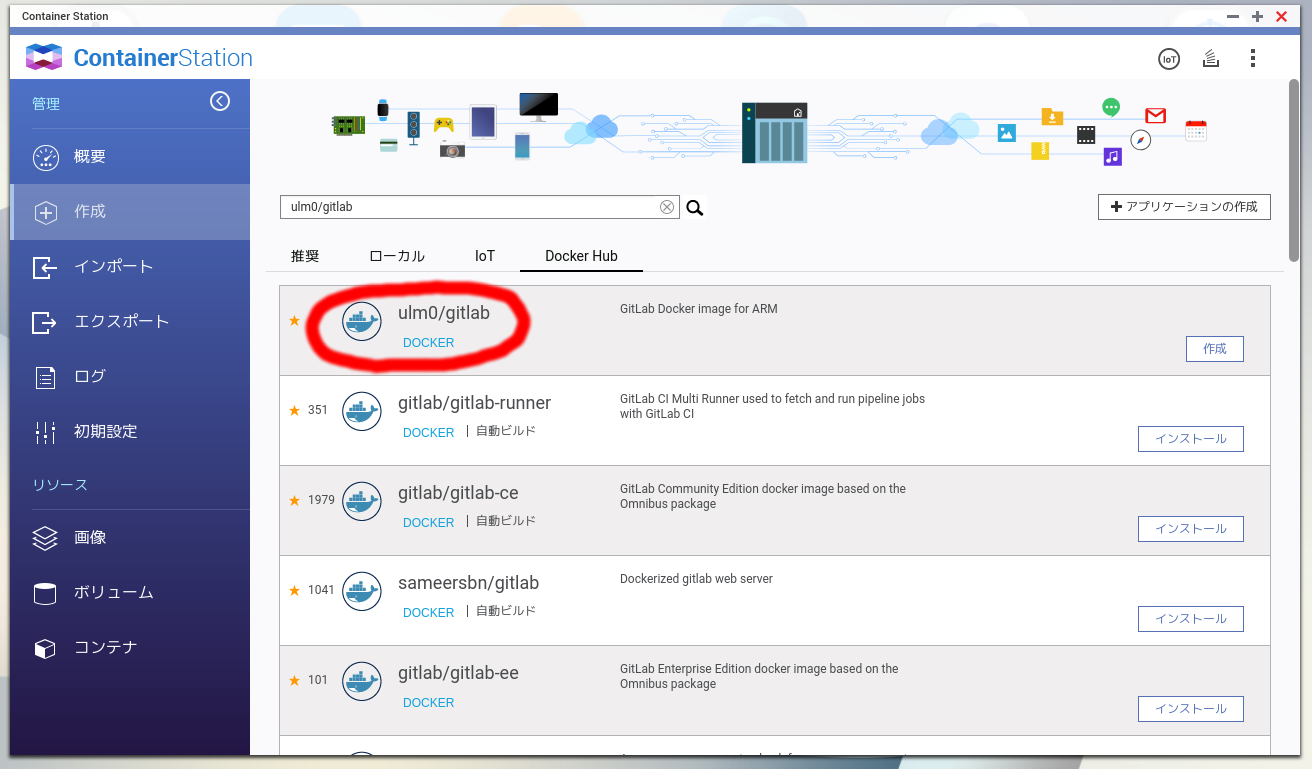 Container Station
ContainerStation
IoT
管理
概要
作成
インポート
エクスポート
ログ
初期設定
リソース
画像
ボリューム
コンテナ
ulm0/gitlab
アプリケーションの作成
推奨
ローカル
IoT
Docker Hub
ulm0/gitlab
DOCKER
GitLab Docker image for ARM
作成
351
gitlab/gitlab-runner
DOCKER | 自動ビルド
GitLab CI Multi Runner used to fetch and run pipeline jobs
with GitLab CI
インストール
1979
gitlab/gitlab-ce
DOCKER | 自動ビルド
GitLab Community Edition docker image based on the
Omnibus package
インストール
1041
sameersbn/gitlab
DOCKER | 自動ビルド
Dockerized gitlab web server
インストール
101
gitlab/gitlab-ee
DOCKER
GitLab Enterprise Edition docker image based on the
Omnibus package
インストール